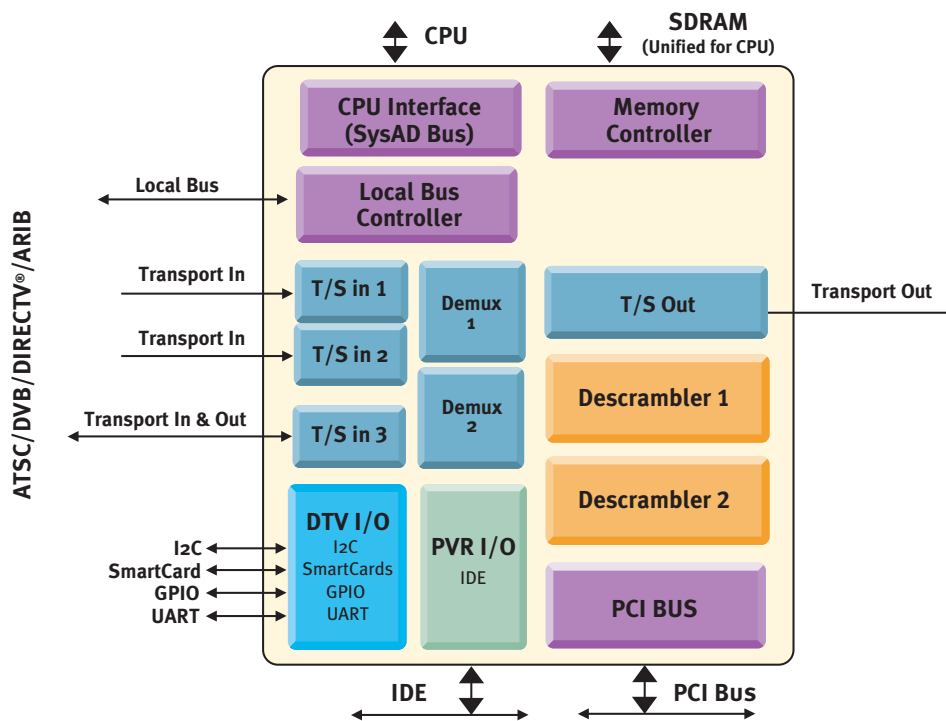 CPU
SDRAM
(Unified for CPU)
CPU Interface
(SysAD Bus)
Memory
Controller
Local Bus
Local Bus
Controller
ATSC/DVB/DIRECTV®/ARIB
Transport In
T/S in 1
Demux
1
T/S Out
Transport Out
Transport In
T/S in 2
Descrambler 1
Transport In & Out
T/S in 3
Demux
2
Descrambler 2
DTV I/O
I2C
SmartCards
GPIO
UART
PVR I/O
IDE
I2C
SmartCard
GPIO
UART
PCI BUS
IDE
PCI Bus